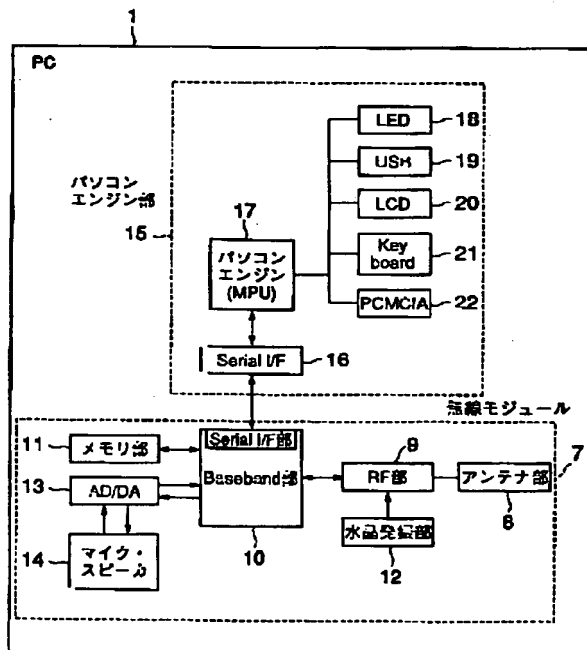 1
PC
パソコン
エンジン部
15
17
パソコン
エンジン
(MPU)
LED
18
USB
19
LCD
20
Key
board
21
PCMCIA
22
Serial I/F
16
無線モジュール
7
11
メモリ部
13
AD/DA
14
マイク・
スピーカ
Serial I/F部
Baseband部
10
9
RF部
アンテナ部
8
水晶発振部
12